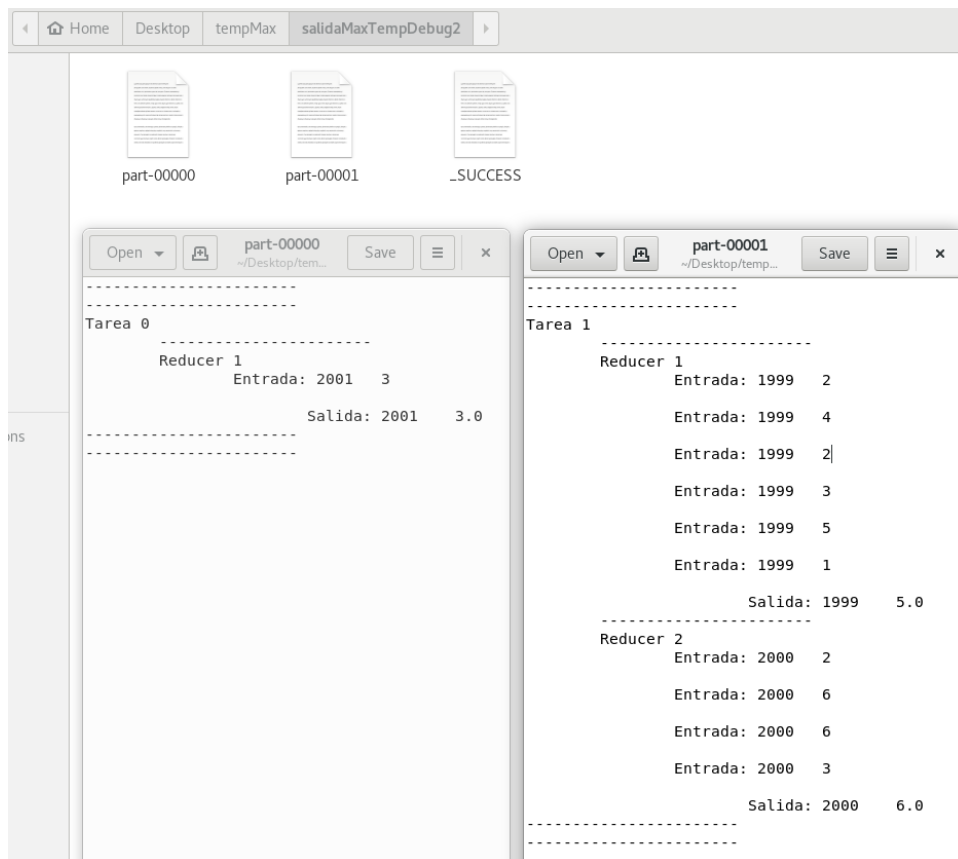 Home Desktop tempMax salidaMaxTempDebug2
part-00000 part-00001 _SUCCESS
Open part-00000 Save
~/Desktop/tem...
-----------------------
-----------------------
Tarea 0
-----------------------
Reducer 1
Entrada: 2001 3
Salida: 2001 3.0
-----------------------
-----------------------
ons
Open part-00001 Save
~/Desktop/temp...
-----------------------
-----------------------
Tarea 1
-----------------------
Reducer 1
Entrada: 1999 2
Entrada: 1999 4
Entrada: 1999 2
Entrada: 1999 3
Entrada: 1999 5
Entrada: 1999 1
Salida: 1999 5.0
-----------------------
Reducer 2
Entrada: 2000 2
Entrada: 2000 6
Entrada: 2000 6
Entrada: 2000 3
Salida: 2000 6.0
-----------------------
-----------------------